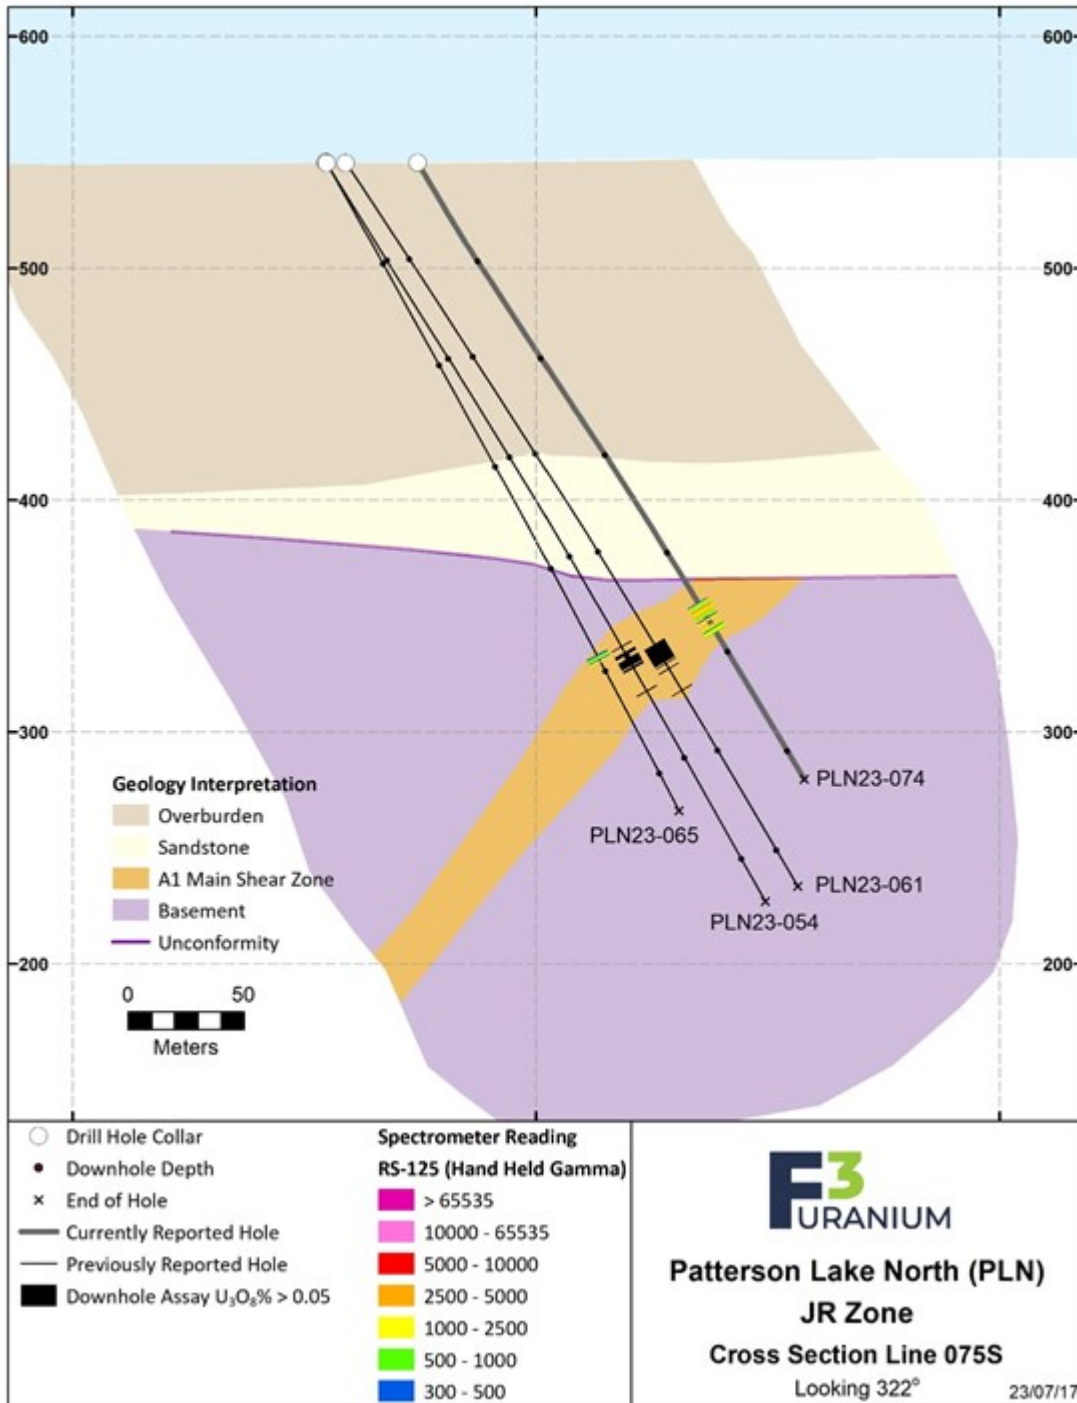 600
600
500
500
400
400
300
300
200
200
PLN23-074
PLN23-065
PLN23-061
PLN23-054
Geology Interpretation
Overburden
Sandstone
A1 Main Shear Zone
Basement
Unconformity
0 50
Meters
Drill Hole Collar
Downhole Depth
End of Hole
Currently Reported Hole
Previously Reported Hole
Downhole Assay U₃O₈% > 0.05
Spectrometer Reading
RS-125 (Hand Held Gamma)
> 65535
10000 - 65535
5000 - 10000
2500 - 5000
1000 - 2500
500 - 1000
300 - 500
F3
URANIUM
Patterson Lake North (PLN)
JR Zone
Cross Section Line 075S
Looking 322°
23/07/17